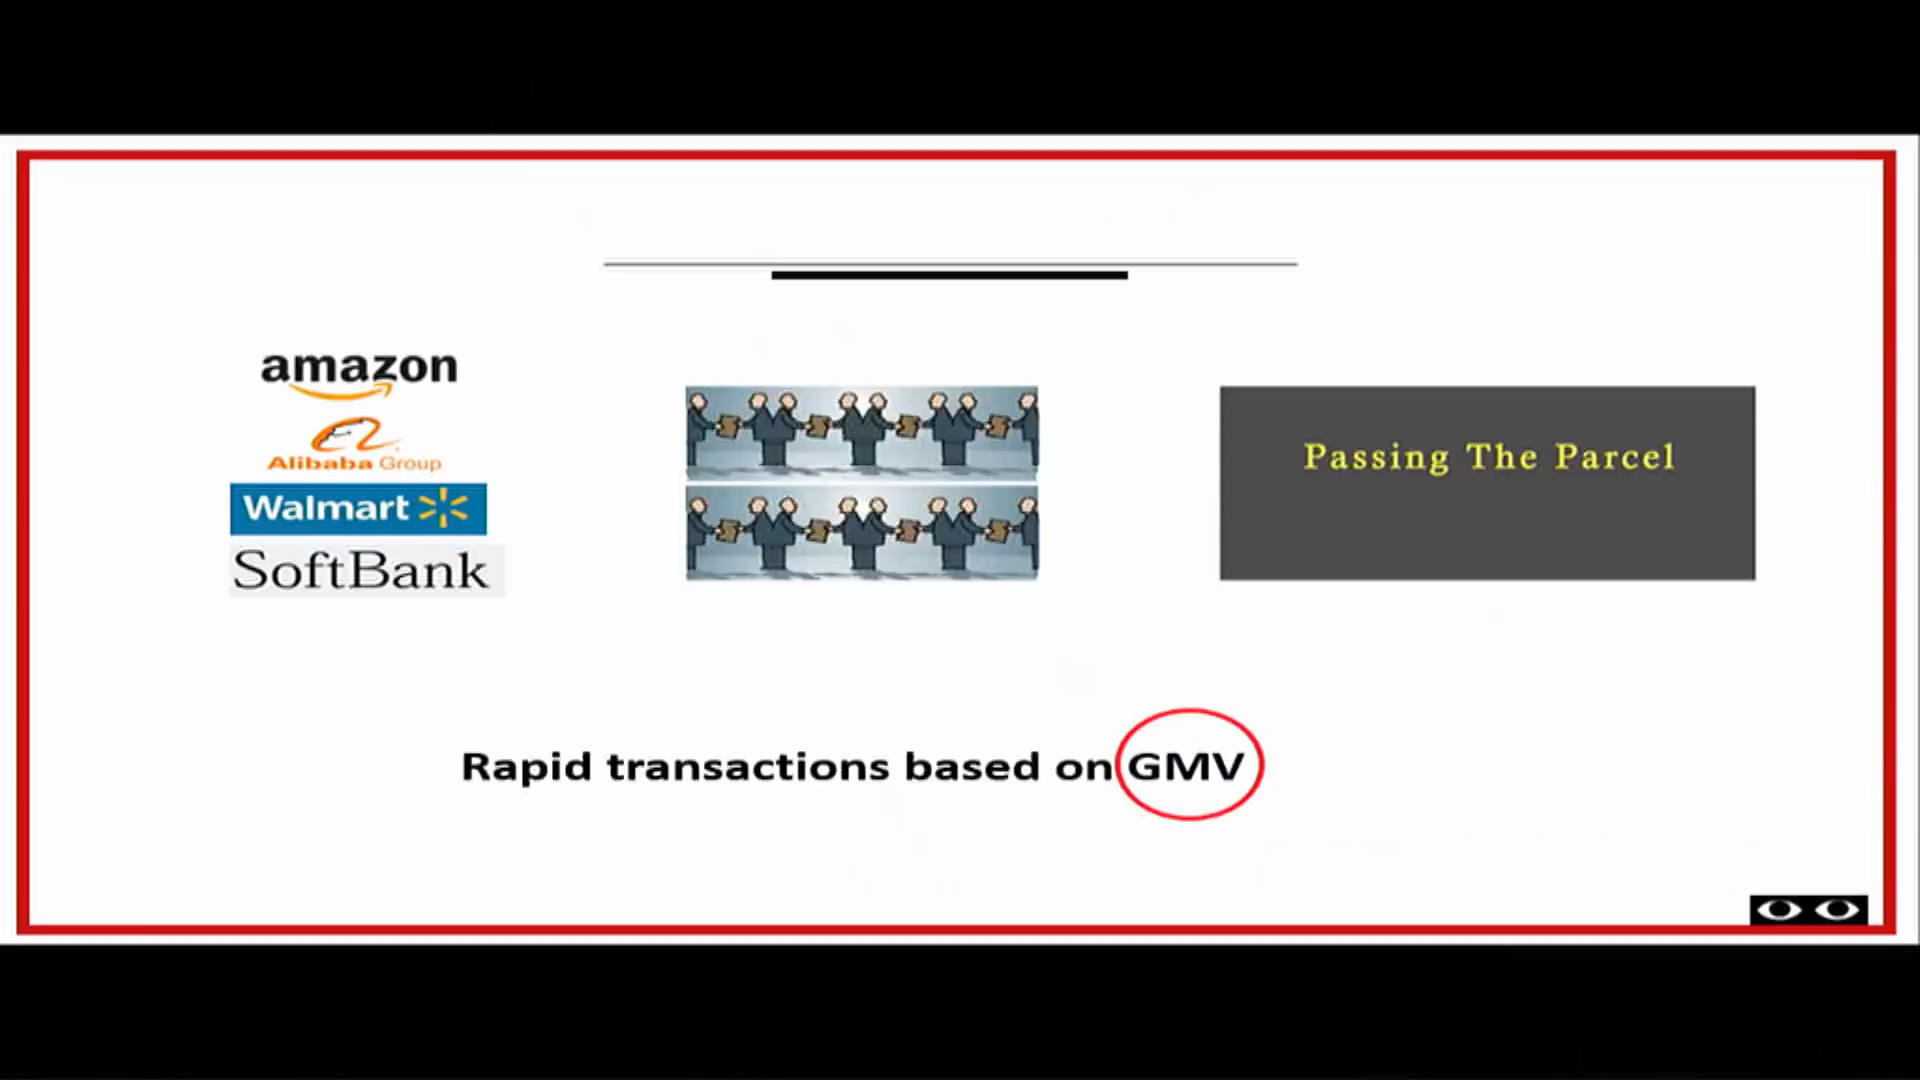 amazon
Alibaba Group
Walmart
SoftBank
Passing The Parcel
Rapid transactions based on GMV